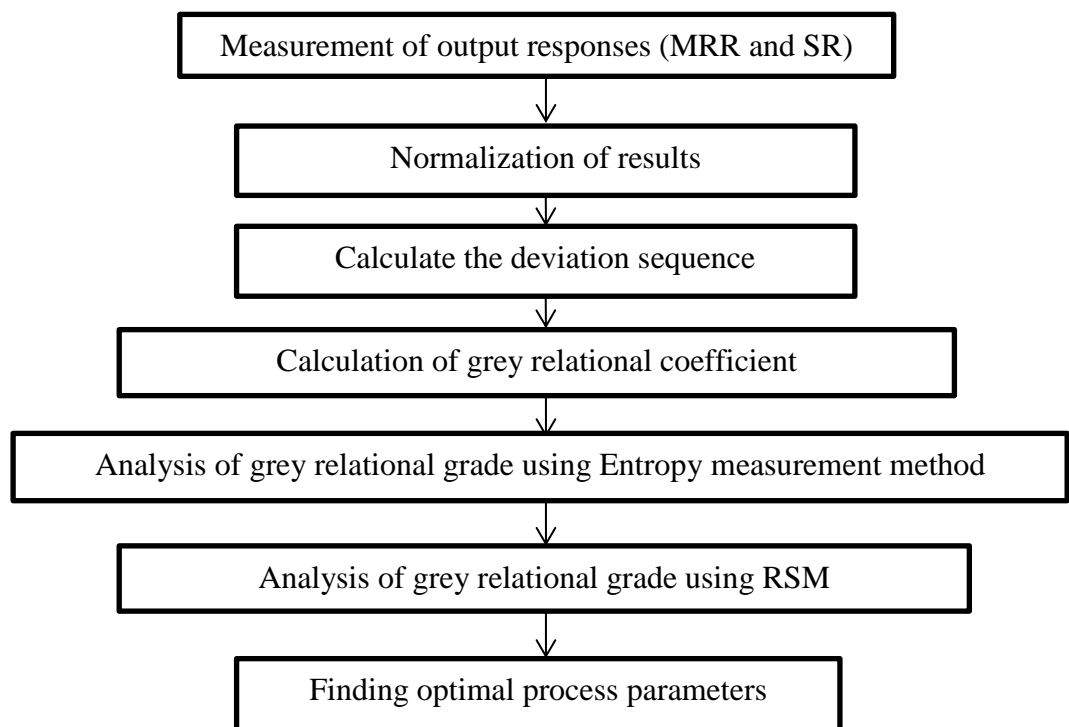 Measurement of output responses (MRR and SR)
Normalization of results
Calculate the deviation sequence
Calculation of grey relational coefficient
Analysis of grey relational grade using Entropy measurement method
Analysis of grey relational grade using RSM
Finding optimal process parameters